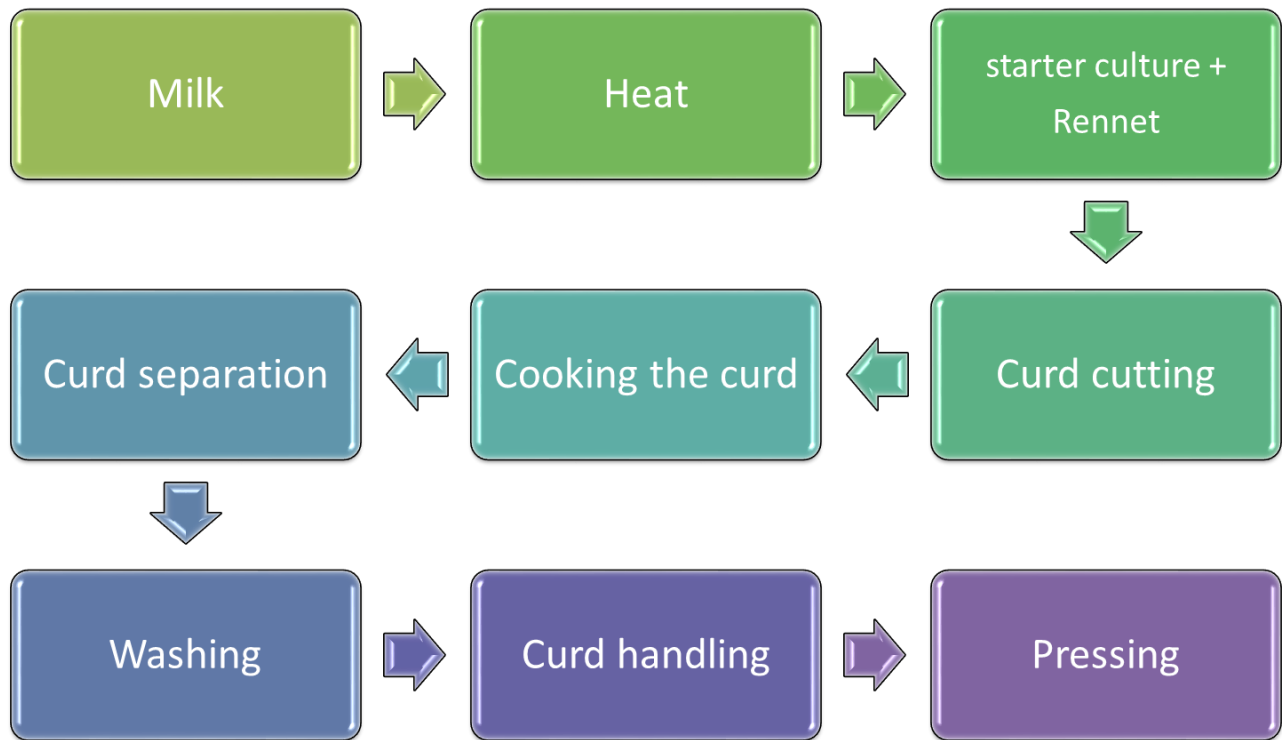 Milk
Heat
starter culture +
Rennet
Curd cutting
Cooking the curd
Curd separation
Washing
Curd handling
Pressing